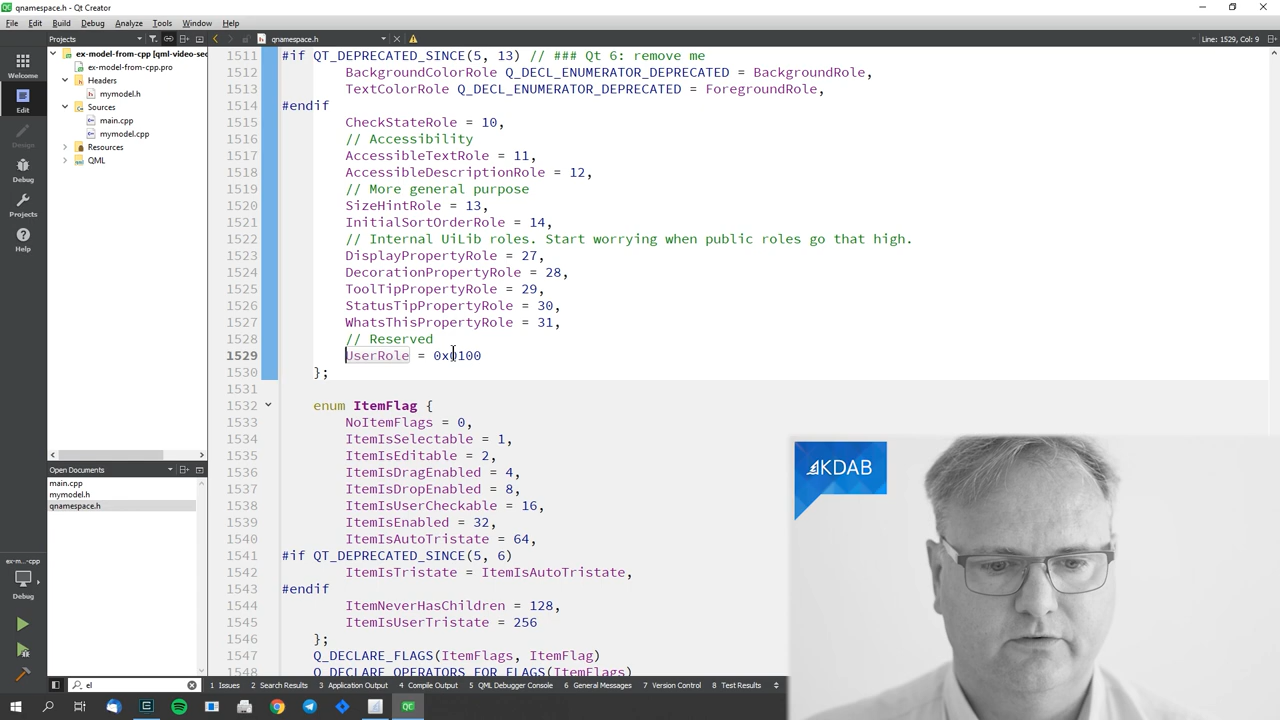 qnamespace.h - Qt Creator
File Edit Build Debug Analyze Tools Window Help
Projects
qnamespace.h
Line: 1529, Col: 9
Welcome
Edit
Design
Debug
Projects
Help
ex-m...-cpp
Debug
ex-model-from-cpp [qml-video-se
ex-model-from-cpp.pro
Headers
mymodel.h
Sources
main.cpp
mymodel.cpp
Resources
QML
Open Documents
main.cpp
mymodel.h
qnamespace.h
1511 #if QT_DEPRECATED_SINCE(5, 13) // ### Qt 6: remove me
1512 BackgroundColorRole Q_DECL_ENUMERATOR_DEPRECATED = BackgroundRole,
1513 TextColorRole Q_DECL_ENUMERATOR_DEPRECATED = ForegroundRole,
1514 #endif
1515 CheckStateRole = 10,
1516 // Accessibility
1517 AccessibleTextRole = 11,
1518 AccessibleDescriptionRole = 12,
1519 // More general purpose
1520 SizeHintRole = 13,
1521 InitialSortOrderRole = 14,
1522 // Internal UiLib roles. Start worrying when public roles go that high.
1523 DisplayPropertyRole = 27,
1524 DecorationPropertyRole = 28,
1525 ToolTipPropertyRole = 29,
1526 StatusTipPropertyRole = 30,
1527 WhatsThisPropertyRole = 31,
1528 // Reserved
1529 UserRole = 0x0100
1530 };
1531
1532 enum ItemFlag {
1533 NoItemFlags = 0,
1534 ItemIsSelectable = 1,
1535 ItemIsEditable = 2,
1536 ItemIsDragEnabled = 4,
1537 ItemIsDropEnabled = 8,
1538 ItemIsUserCheckable = 16,
1539 ItemIsEnabled = 32,
1540 ItemIsAutoTristate = 64,
1541 #if QT_DEPRECATED_SINCE(5, 6)
1542 ItemIsTristate = ItemIsAutoTristate,
1543 #endif
1544 ItemNeverHasChildren = 128,
1545 ItemIsUserTristate = 256
1546 };
1547 Q_DECLARE_FLAGS(ItemFlags, ItemFlag)
1548 Q_DECLARE_OPERATORS_FOR_FLAGS(ItemFlags)
KDAB
el
1 Issues 2 Search Results 3 Application Output 4 Compile Output 5 QML Debugger Console 6 General Messages 7 Version Control 8 Test Results